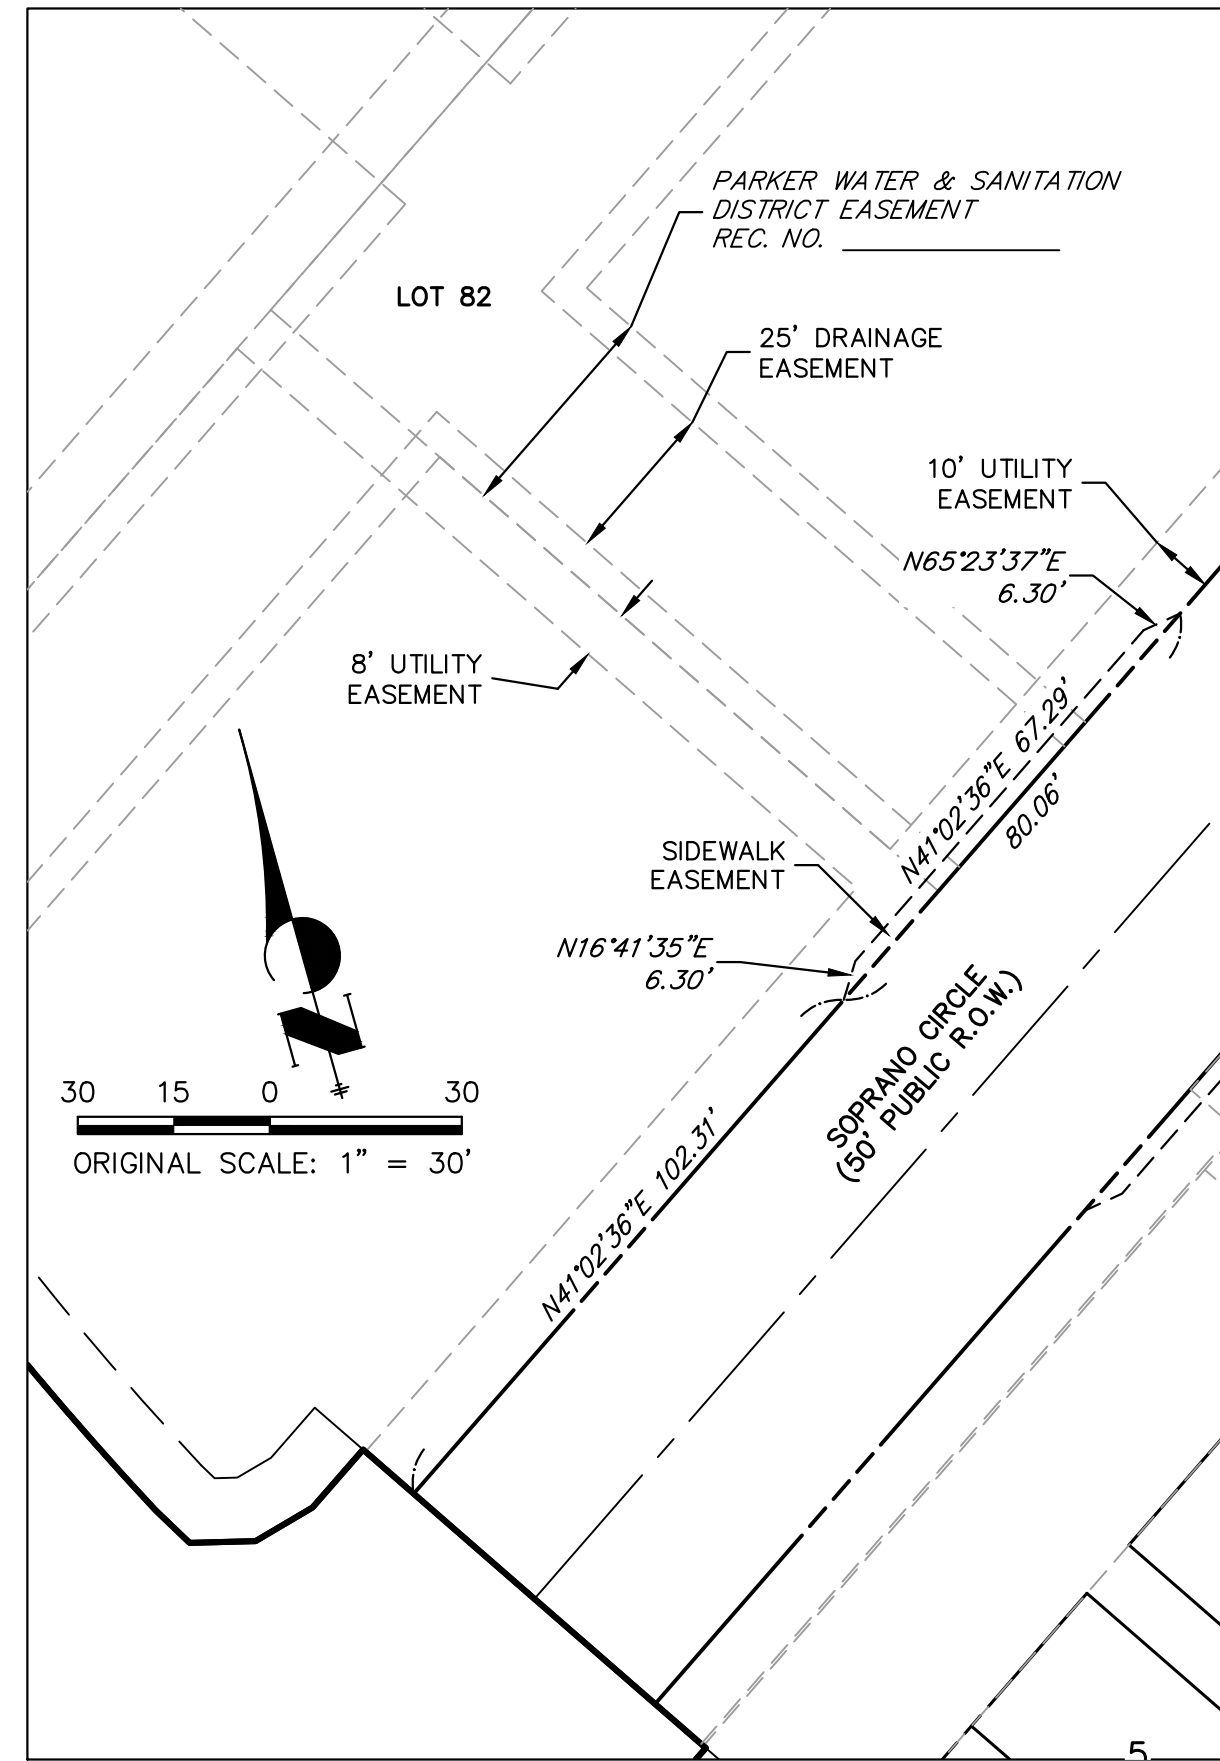 PARKER WATER & SANITATION
DISTRICT EASEMENT
REC. NO.
LOT 82
25' DRAINAGE
EASEMENT
10' UTILITY
EASEMENT
N65°23'37"E
6.30'
8' UTILITY
EASEMENT
N41°02'36"E 67.29'
80.06'
SIDEWALK
EASEMENT
N16°41'35"E
6.30'
SOPRANO CIRCLE
(50' PUBLIC R.O.W.)
30 15 0 30
ORIGINAL SCALE: 1" = 30'
N41°02'36"E 102.31'
5